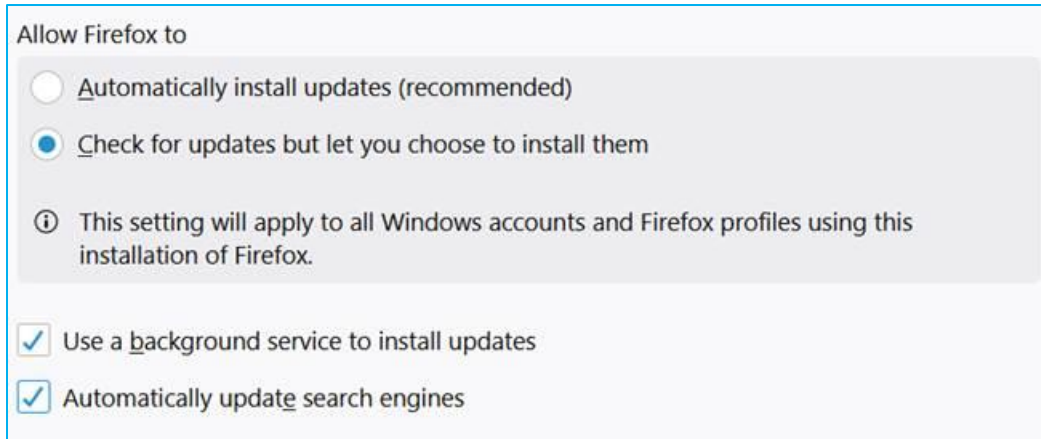 Allow Firefox to
Automatically install updates (recommended)
Check for updates but let you choose to install them
This setting will apply to all Windows accounts and Firefox profiles using this
installation of Firefox.
Use a background service to install updates
Automatically update search engines